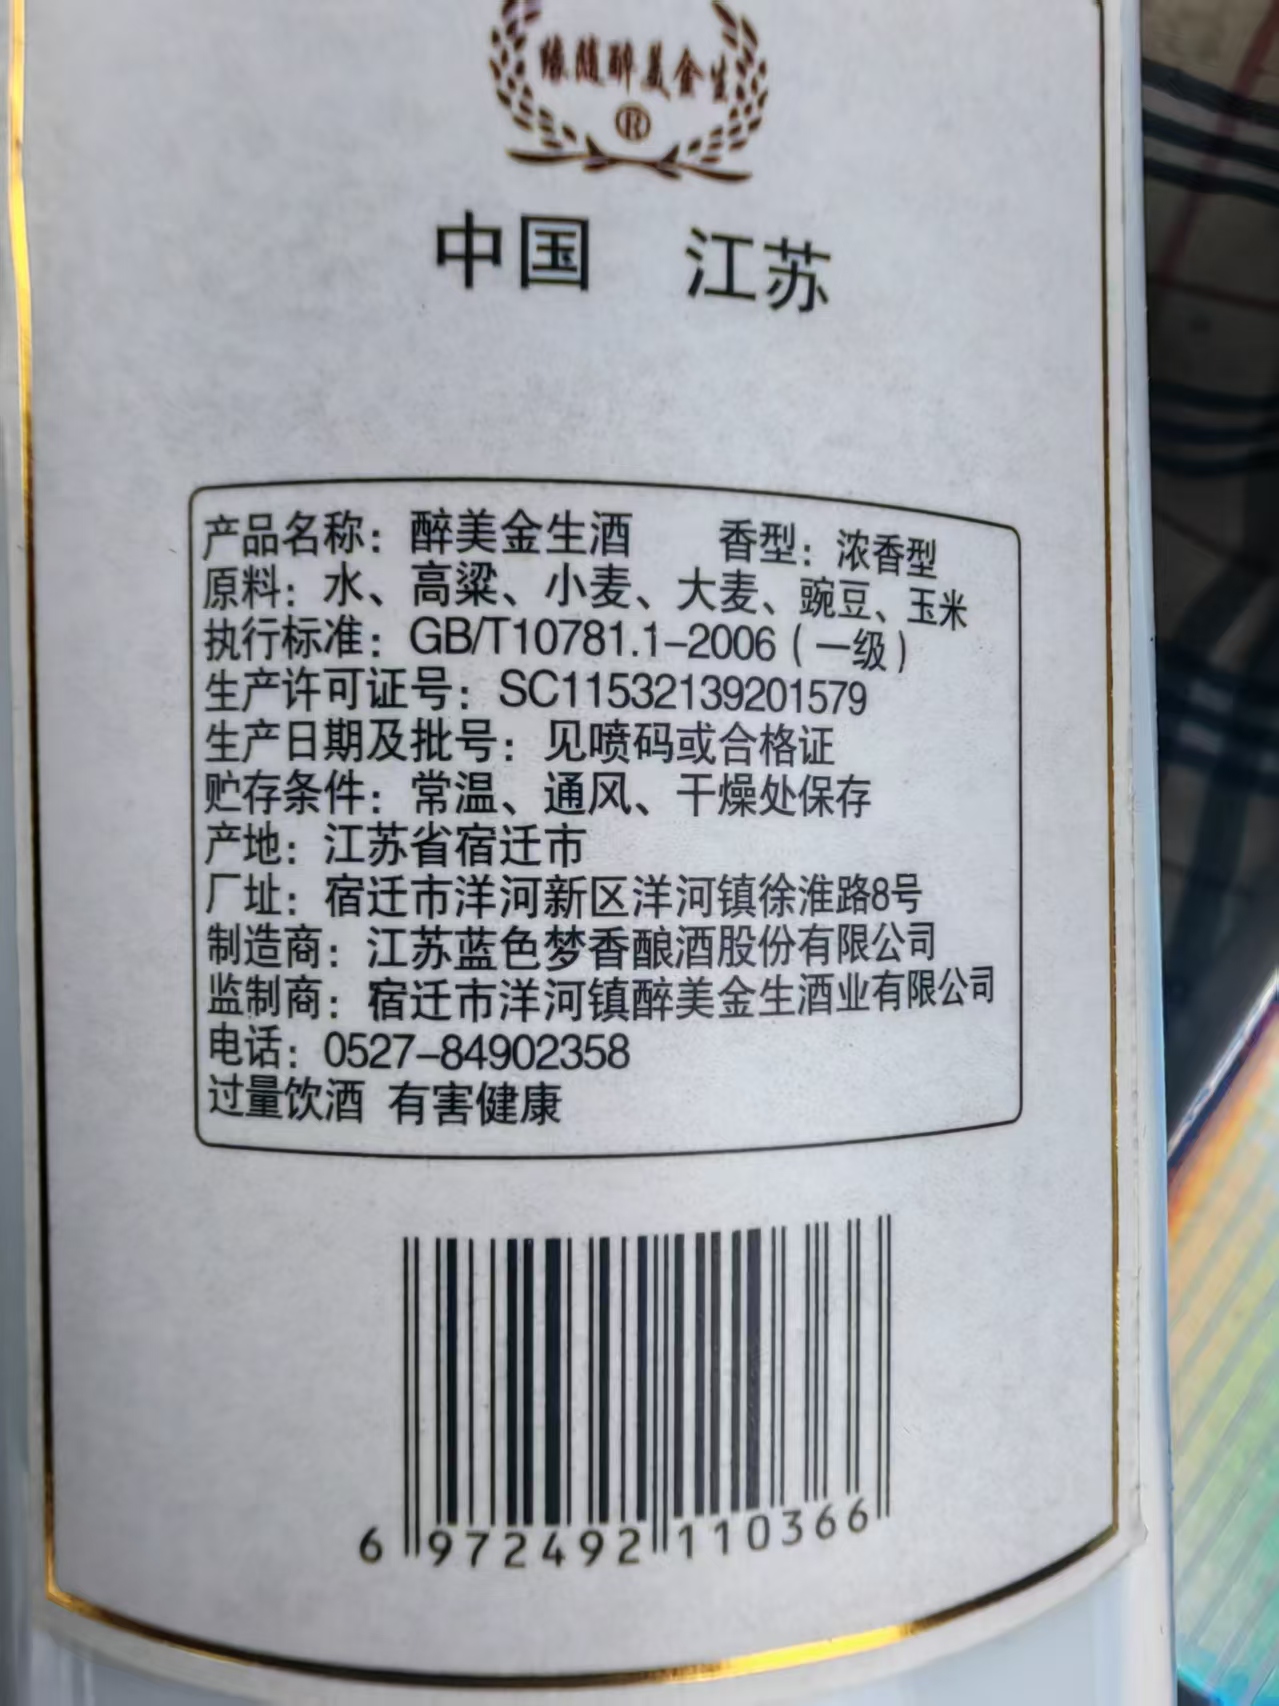 缘随醉美金生
®
中国 江苏
产品名称：醉美金生酒 香型：浓香型
原料：水、高粱、小麦、大麦、豌豆、玉米
执行标准：GB/T10781.1-2006（一级）
生产许可证号：SC11532139201579
生产日期及批号：见喷码或合格证
贮存条件：常温、通风、干燥处保存
产地：江苏省宿迁市
厂址：宿迁市洋河新区洋河镇徐淮路8号
制造商：江苏蓝色梦香酿酒股份有限公司
监制商：宿迁市洋河镇醉美金生酒业有限公司
电话：0527-84902358
过量饮酒 有害健康
6 972492 110366